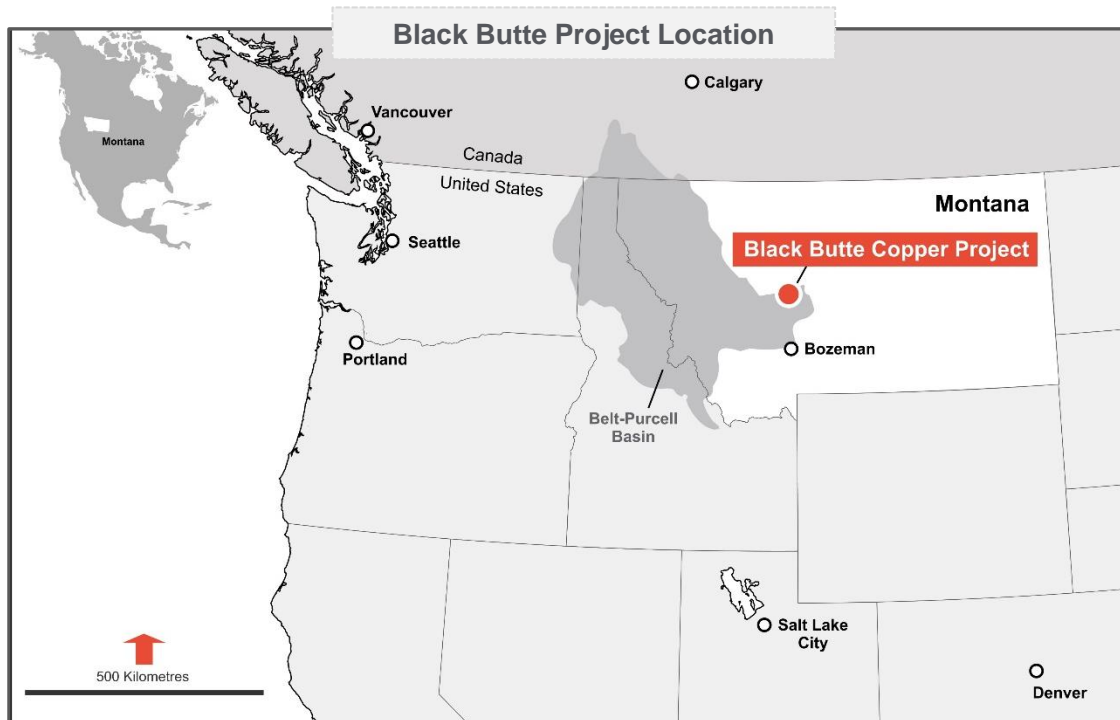 Black Butte Project Location
Montana
Vancouver
Calgary
Canada
United States
Seattle
Montana
Black Butte Copper Project
Portland
Bozeman
Belt-Purcell
Basin
Salt Lake
City
500 Kilometres
Denver